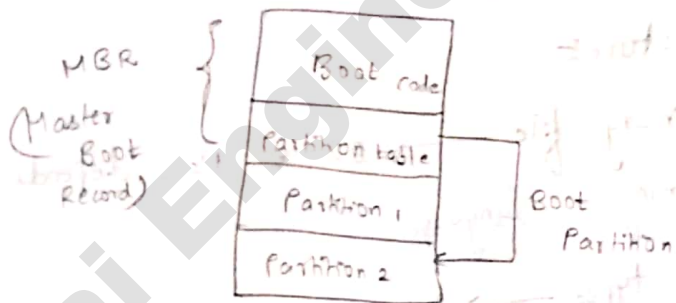 MBR
(Master
Boot
Record)
Boot code
Partition table
Partition 1
Partition 2
Boot
Partition